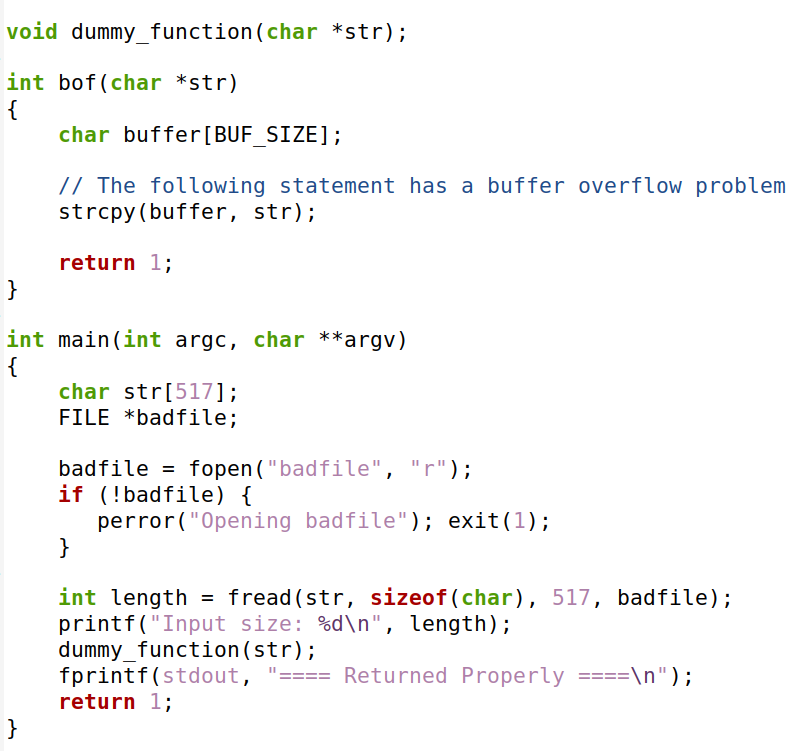 void dummy_function(char *str);
int bof(char *str)
{
    char buffer[BUF_SIZE];
    // The following statement has a buffer overflow problem
    strcpy(buffer, str);
    return 1;
}
int main(int argc, char **argv)
{
    char str[517];
    FILE *badfile;
    badfile = fopen("badfile", "r");
    if (!badfile) {
       perror("Opening badfile"); exit(1);
    }
    int length = fread(str, sizeof(char), 517, badfile);
    printf("Input size: %d\n", length);
    dummy_function(str);
    fprintf(stdout, "==== Returned Properly ====\n");
    return 1;
}